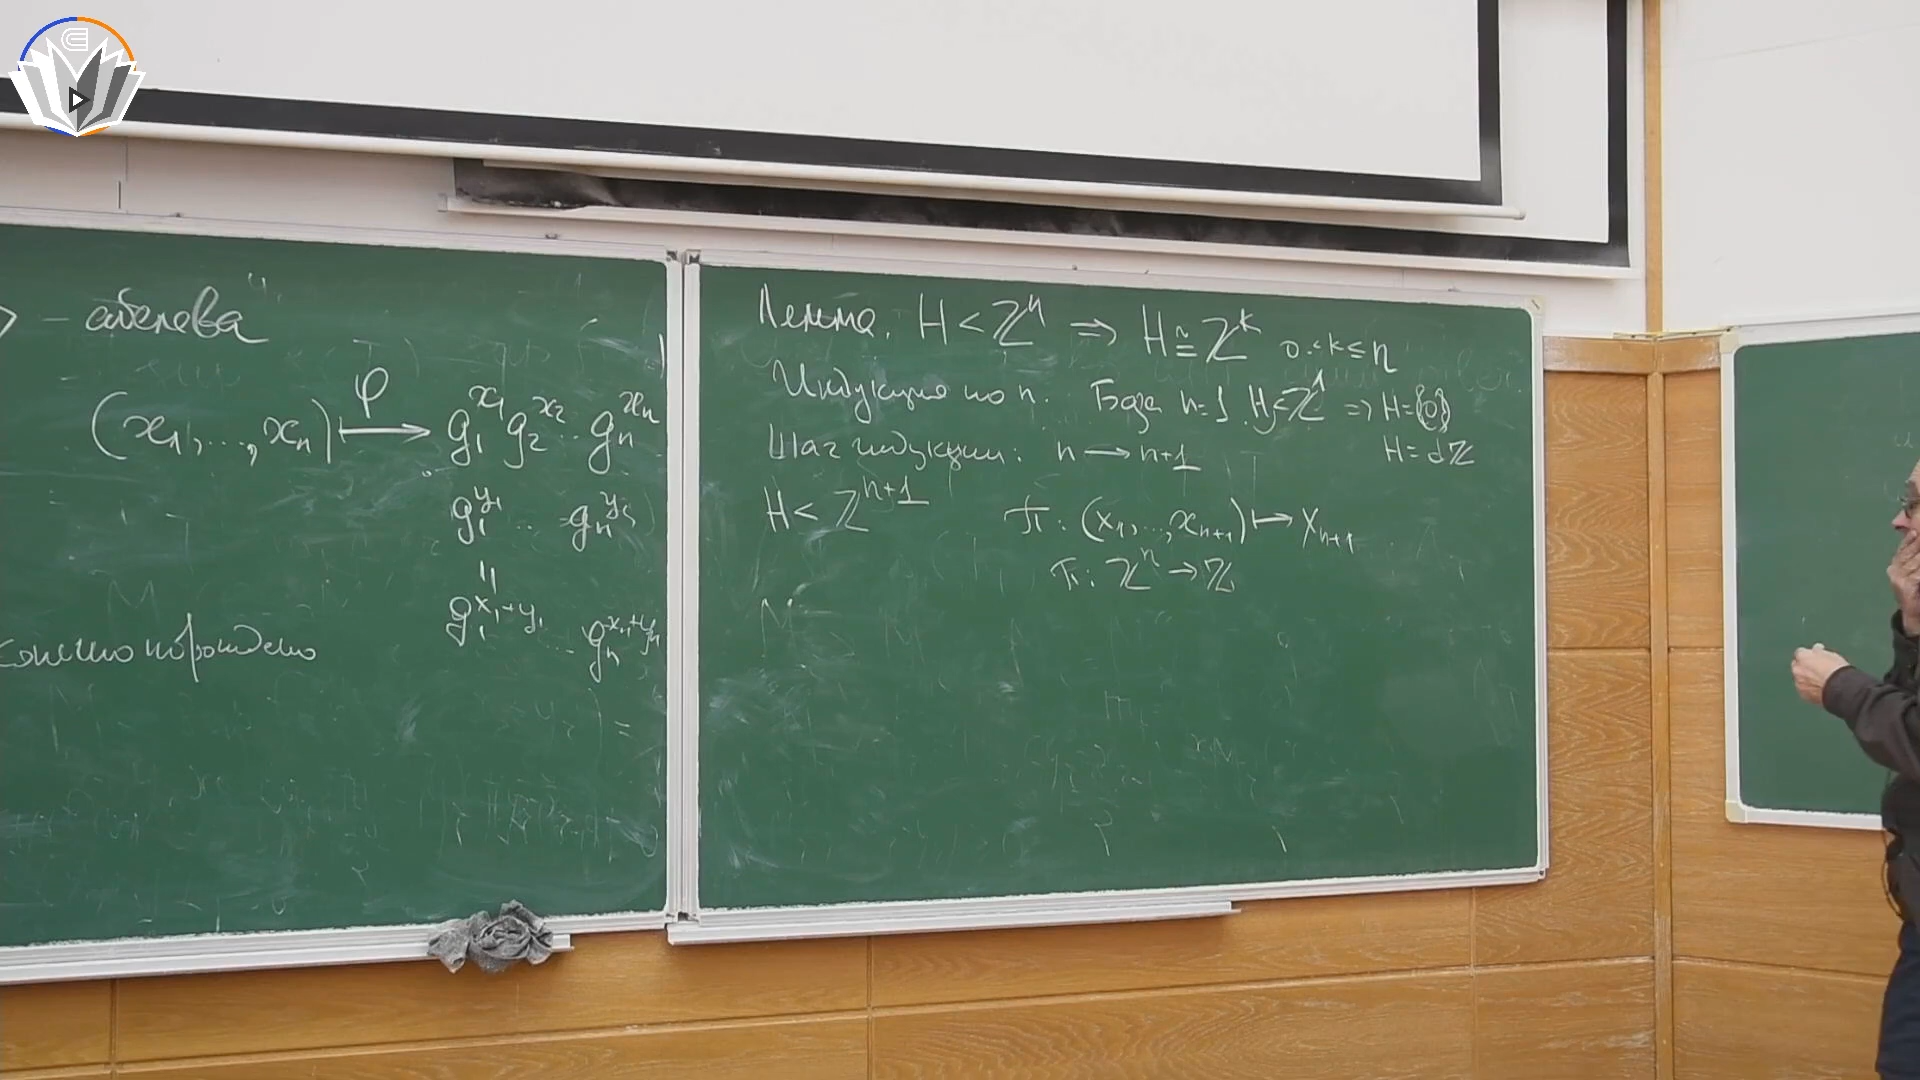 – абелева
(x₁, ..., xₙ) ⟼ φ g₁^x₁ g₂^x₂ ... gₙ^xₙ
g₁^y₁ ... gₙ^yₙ
||
g₁^x₁+y₁ ... gₙ^xₙ+yₙ
конечно порождено
Лемма. H < ℤⁿ ⇒ H ≅ ℤᵏ 0 ≤ k ≤ n
Индукция по n. База n=1. H < ℤ¹ ⇒ H = {0}
H = dℤ
Шаг индукции: n → n+1
H < ℤⁿ⁺¹ π: (x₁, ..., xₙ₊₁) ⟼ xₙ₊₁
π: ℤⁿ → ℤ